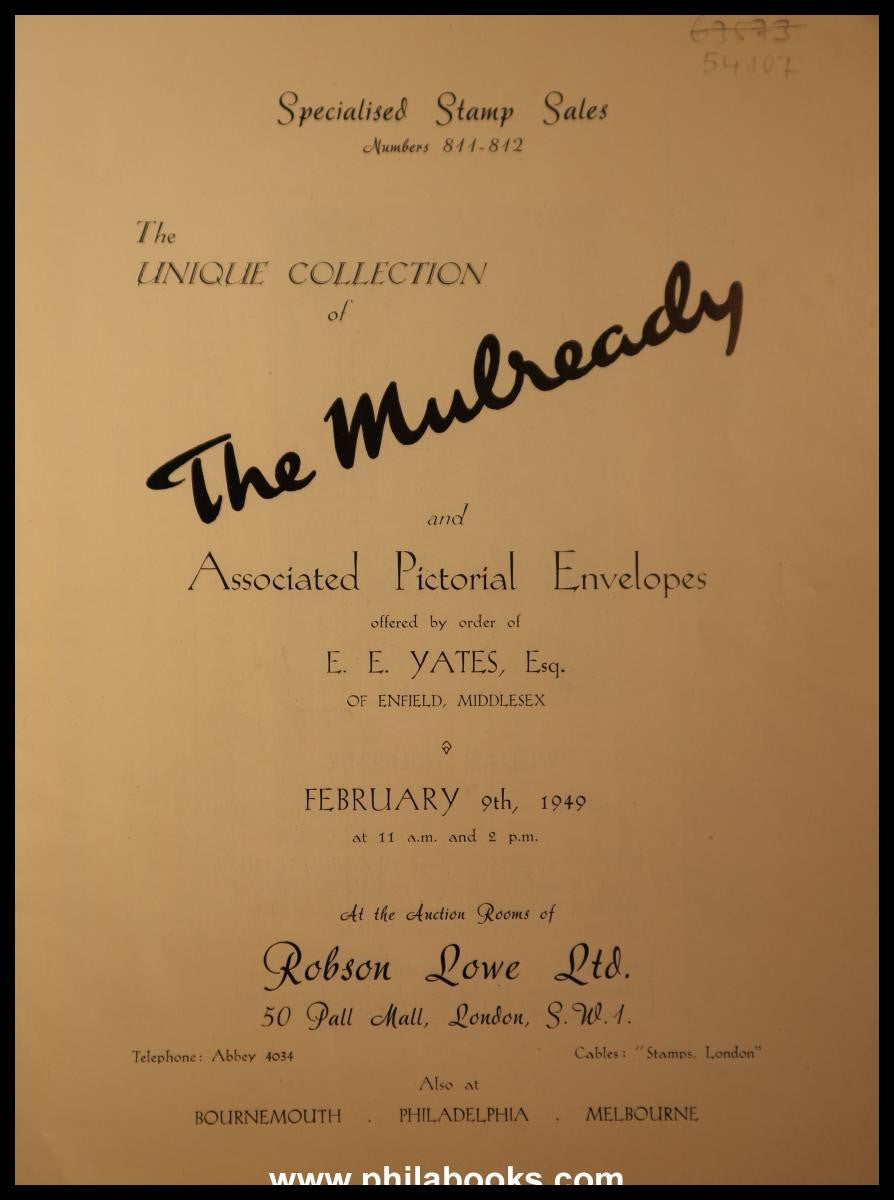 63573
54107
Specialised Stamp Sales
Numbers 811-812
The
UNIQUE COLLECTION
of
The Mulready
and
Associated Pictorial Envelopes
offered by order of
E. E. YATES, Esq.
OF ENFIELD, MIDDLESEX
FEBRUARY 9th, 1949
at 11 a.m. and 2 p.m.
At the Auction Rooms of
Robson Lowe Ltd.
50 Pall Mall, London, S.W.1.
Telephone: Abbey 4034
Cables: "Stamps, London"
Also at
BOURNEMOUTH . PHILADELPHIA . MELBOURNE
www.philabooks.com